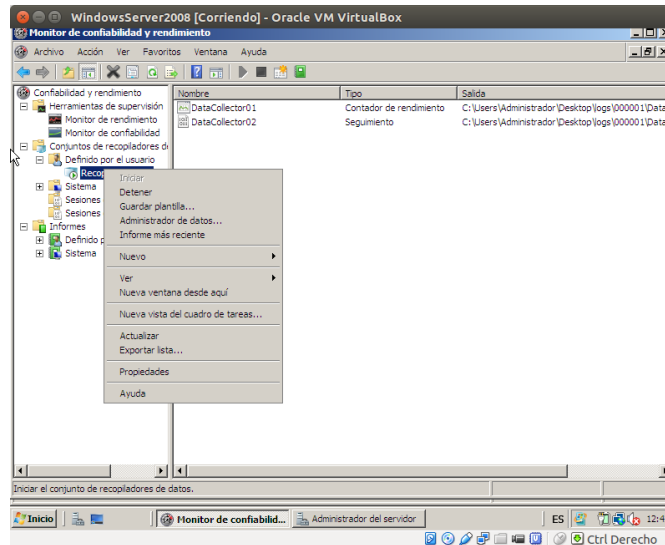 WindowsServer2008 [Corriendo] - Oracle VM VirtualBox
Monitor de confiabilidad y rendimiento
Archivo Acción Ver Favoritos Ventana Ayuda
Confiabilidad y rendimiento
Herramientas de supervisión
Monitor de rendimiento
Monitor de confiabilidad
Conjuntos de recopiladores d
Definido por el usuario
Recop
Sistema
Sesiones
Sesiones
Informes
Definido p
Sistema
Nombre Tipo Salida
DataCollector01 Contador de rendimiento C:\Users\Administrador\Desktop\logs\000001\Data
DataCollector02 Seguimiento C:\Users\Administrador\Desktop\logs\000001\Data
Iniciar
Detener
Guardar plantilla...
Administrador de datos...
Informe más reciente
Nuevo
Ver
Nueva ventana desde aquí
Nueva vista del cuadro de tareas...
Actualizar
Exportar lista...
Propiedades
Ayuda
Iniciar el conjunto de recopiladores de datos.
Inicio Monitor de confiabilid... Administrador del servidor ES 12:4
Ctrl Derecho